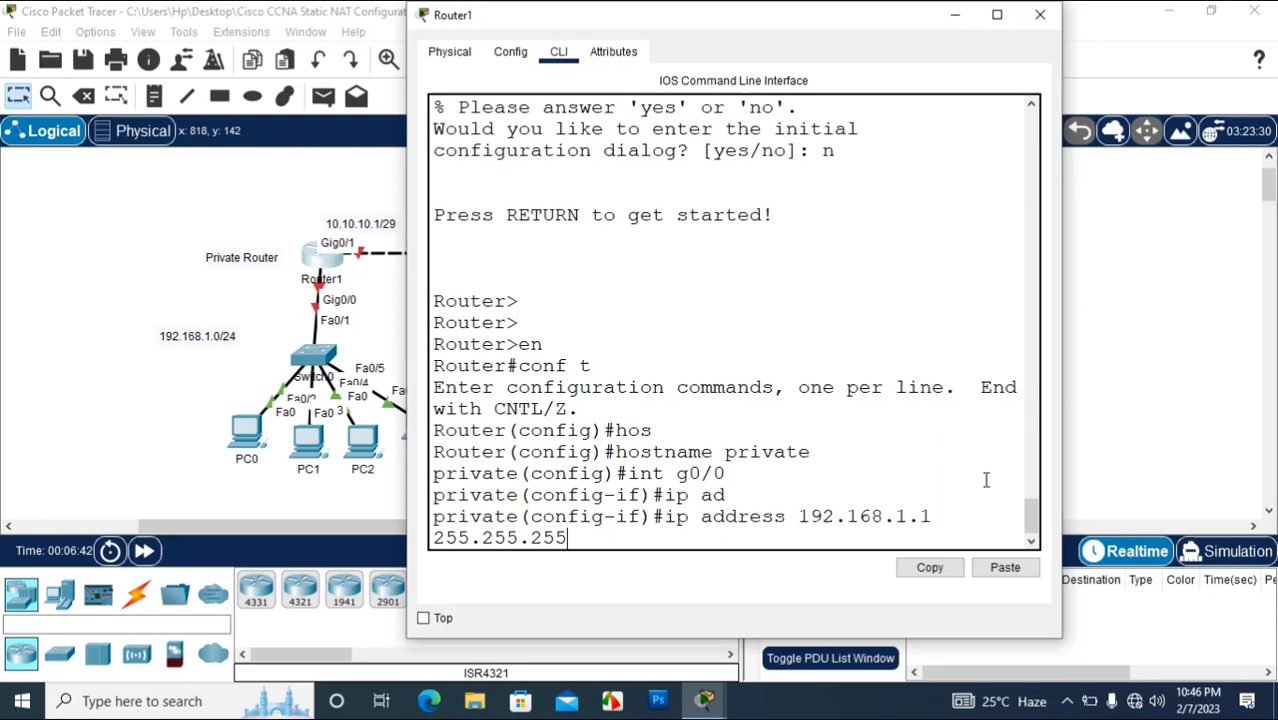 Cisco Packet Tracer - C:\Users\Hp\Desktop\Cisco CCNA Static NAT Configurat
File Edit Options View Tools Extensions Window Help
Logical Physical x: 818, y: 142
03:23:30
Router1
Physical Config CLI Attributes
IOS Command Line Interface
% Please answer 'yes' or 'no'.
Would you like to enter the initial
configuration dialog? [yes/no]: n
Press RETURN to get started!
Router>
Router>
Router>en
Router#conf t
Enter configuration commands, one per line. End
with CNTL/Z.
Router(config)#hos
Router(config)#hostname private
private(config)#int g0/0
private(config-if)#ip ad
private(config-if)#ip address 192.168.1.1
255.255.255
Copy Paste
Top
10.10.10.1/29
Gig0/1
Private Router
Router1
Gig0/0
Fa0/1
192.168.1.0/24
Switch0
Fa0/5
Fa0/4
Fa0/2
Fa0
Fa0
Fa0
3
PC0
PC1
PC2
Time: 00:06:42
Realtime Simulation
4331 4321 1941 2901
ISR4321
Destination Type Color Time(sec) Pe
Toggle PDU List Window
Type here to search
Ps
25°C Haze
10:46 PM
2/7/2023